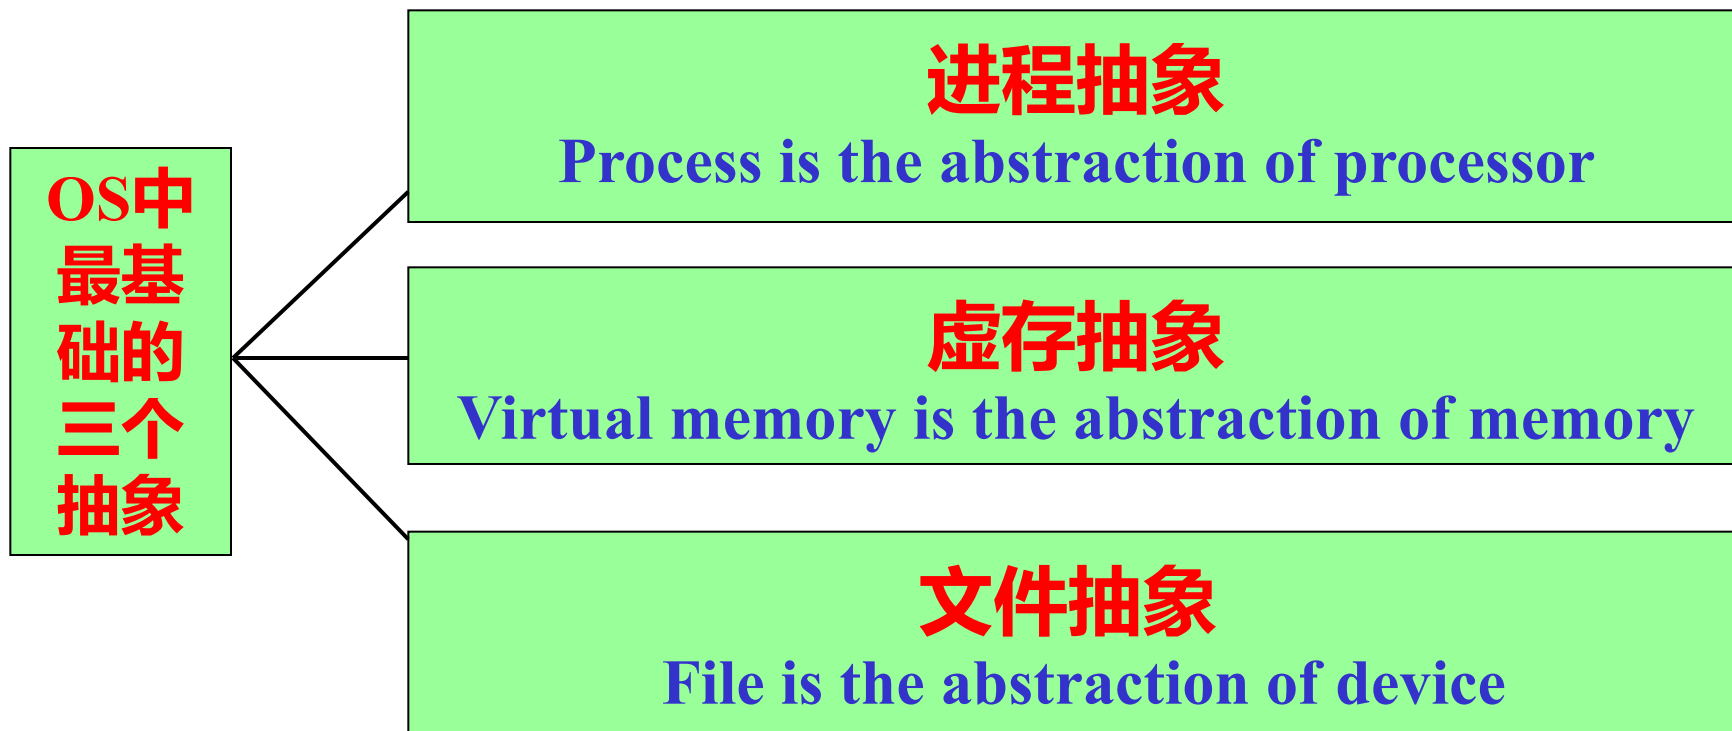 OS中
最基
础的
三个
抽象
进程抽象
Process is the abstraction of processor
虚存抽象
Virtual memory is the abstraction of memory
文件抽象
File is the abstraction of device